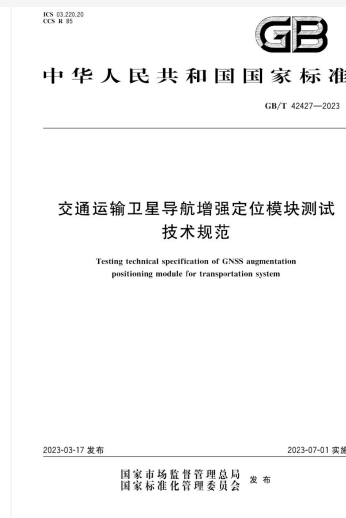 ICS 03.220.20
CCS R 85
GB
中华人民共和国国家标准
GB/T 42427—2023
交通运输卫星导航增强定位模块测试
技术规范
Testing technical specification of GNSS augmentation
positioning module for transportation system
2023-03-17 发布
2023-07-01 实施
国家市场监督管理总局
国家标准化管理委员会
发布